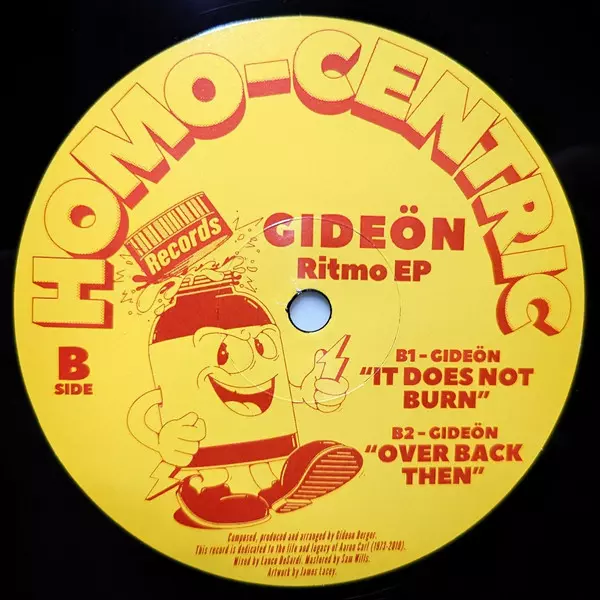 HOMO-CENTRIC
Records
GIDEÖN
Ritmo EP
B
SIDE
B1 – GIDEÖN
“IT DOES NOT
BURN”
B2 – GIDEÖN
“OVER BACK
THEN”
Composed, produced and arranged by Gideon Berger.
This record is dedicated to the life and legacy of Aaron Carl (1973-2010).
Mixed by Lance DeSardi. Mastered by Sam Mills.
Artwork by James Lacey.